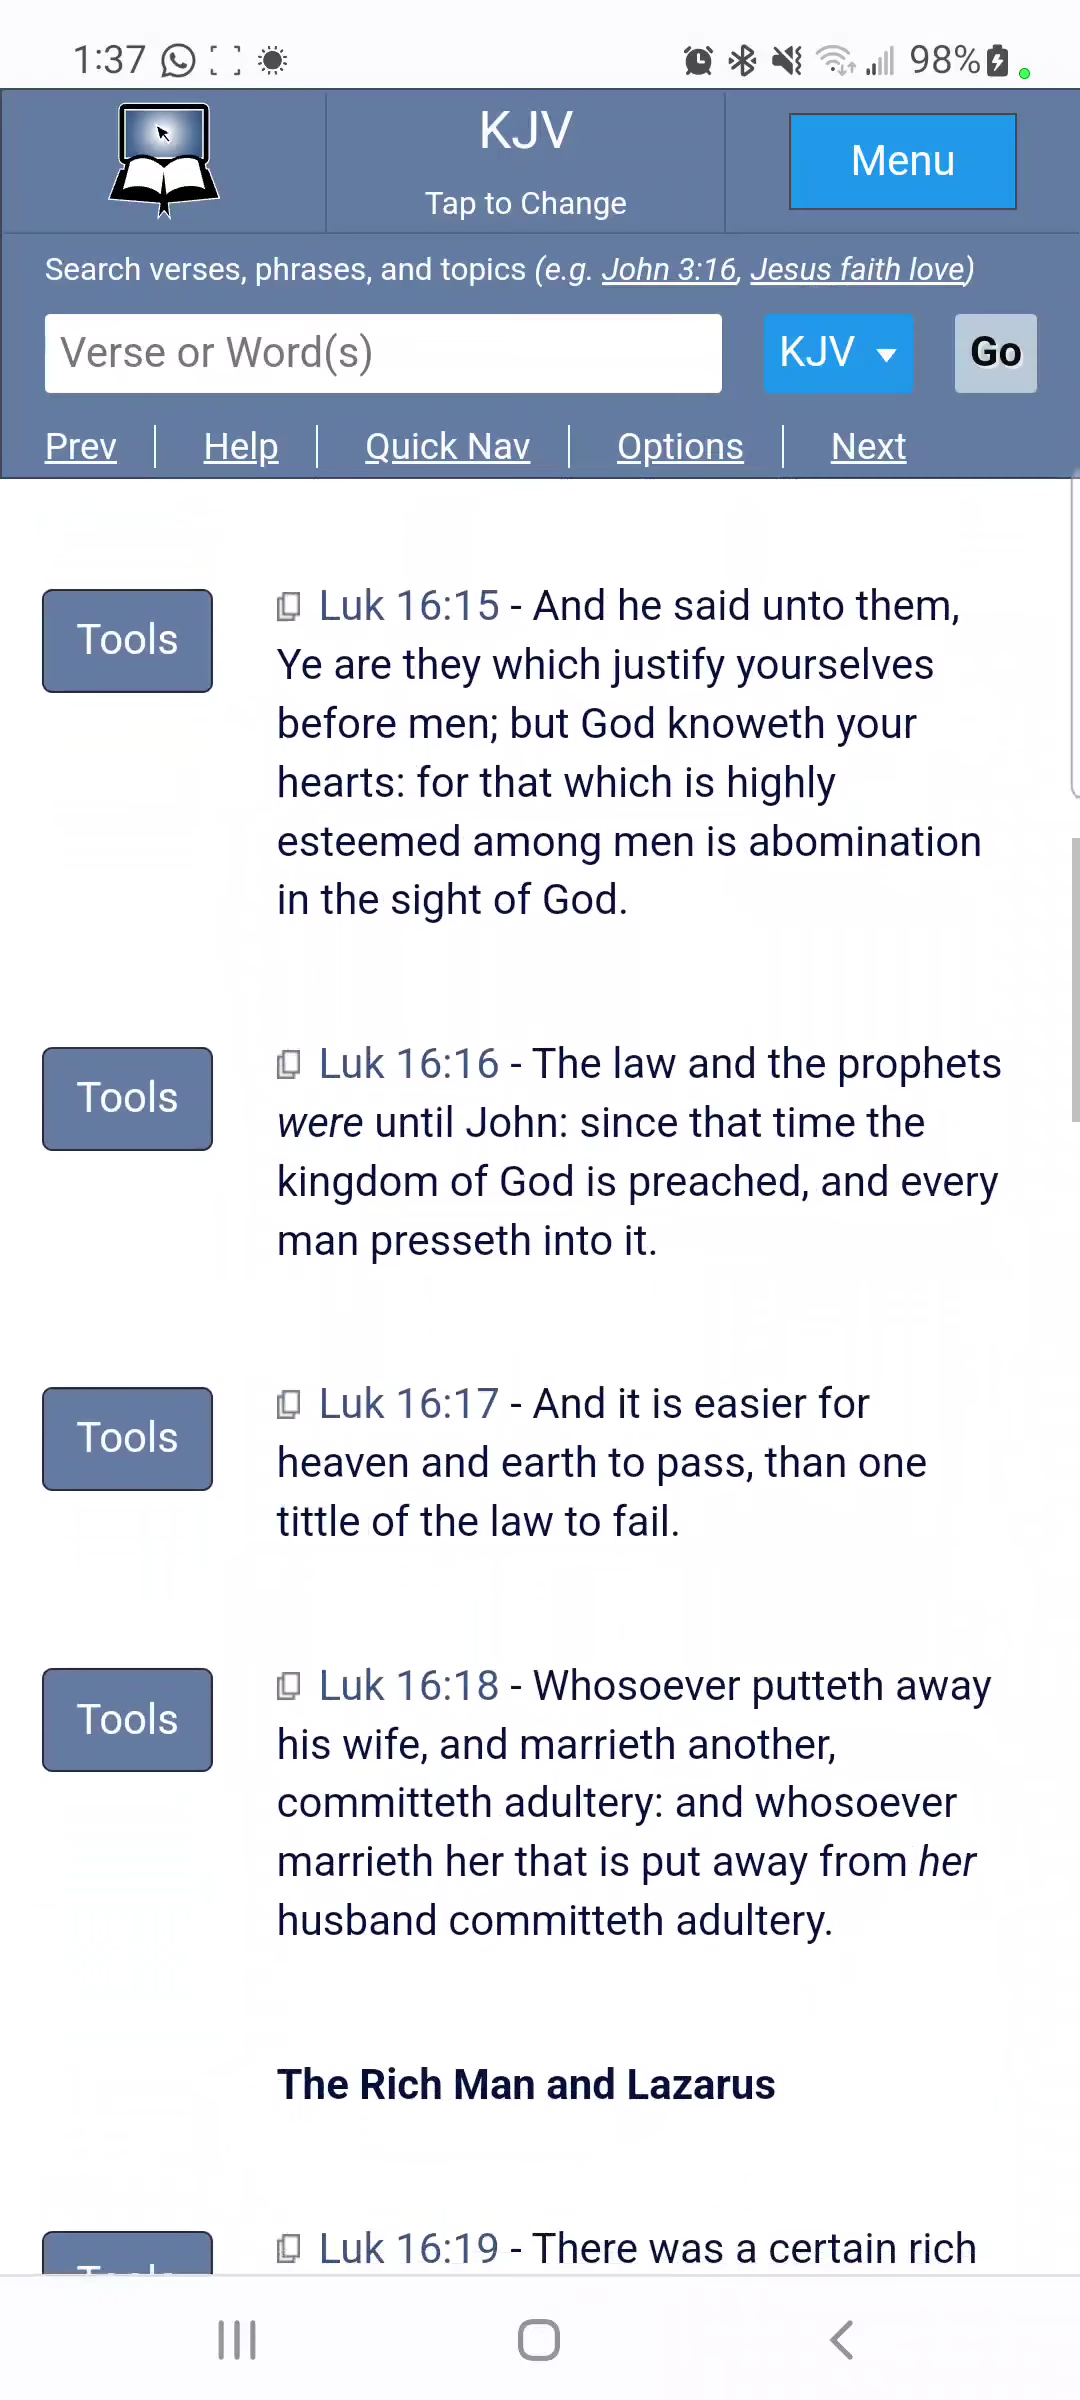 1:37 98%
KJV
Tap to Change
Menu
Search verses, phrases, and topics (e.g. John 3:16, Jesus faith love)
Verse or Word(s) KJV Go
Prev Help Quick Nav Options Next
Tools
Luk 16:15 - And he said unto them,
Ye are they which justify yourselves
before men; but God knoweth your
hearts: for that which is highly
esteemed among men is abomination
in the sight of God.
Tools
Luk 16:16 - The law and the prophets
were until John: since that time the
kingdom of God is preached, and every
man presseth into it.
Tools
Luk 16:17 - And it is easier for
heaven and earth to pass, than one
tittle of the law to fail.
Tools
Luk 16:18 - Whosoever putteth away
his wife, and marrieth another,
committeth adultery: and whosoever
marrieth her that is put away from her
husband committeth adultery.
The Rich Man and Lazarus
Tools
Luk 16:19 - There was a certain rich